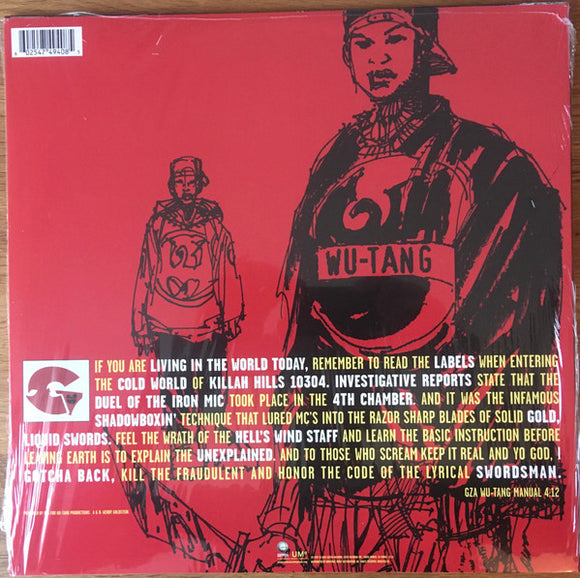 6 02547 49408 5
WU-TANG
G
IF YOU ARE LIVING IN THE WORLD TODAY, REMEMBER TO READ THE LABELS WHEN ENTERING
THE COLD WORLD OF KILLAH HILLS 10304. INVESTIGATIVE REPORTS STATE THAT THE
DUEL OF THE IRON MIC TOOK PLACE IN THE 4TH CHAMBER. AND IT WAS THE INFAMOUS
SHADOWBOXIN' TECHNIQUE THAT LURED MC'S INTO THE RAZOR SHARP BLADES OF SOLID GOLD,
LIQUID SWORDS. FEEL THE WRATH OF THE HELL'S WIND STAFF AND LEARN THE BASIC INSTRUCTION BEFORE
LEAVING EARTH IS TO EXPLAIN THE UNEXPLAINED. AND TO THOSE WHO SCREAM KEEP IT REAL AND YO GOD, I
GOTCHA BACK, KILL THE FRAUDULENT AND HONOR THE CODE OF THE LYRICAL SWORDSMAN.
GZA WU-TANG MANUAL 4:12
UMe